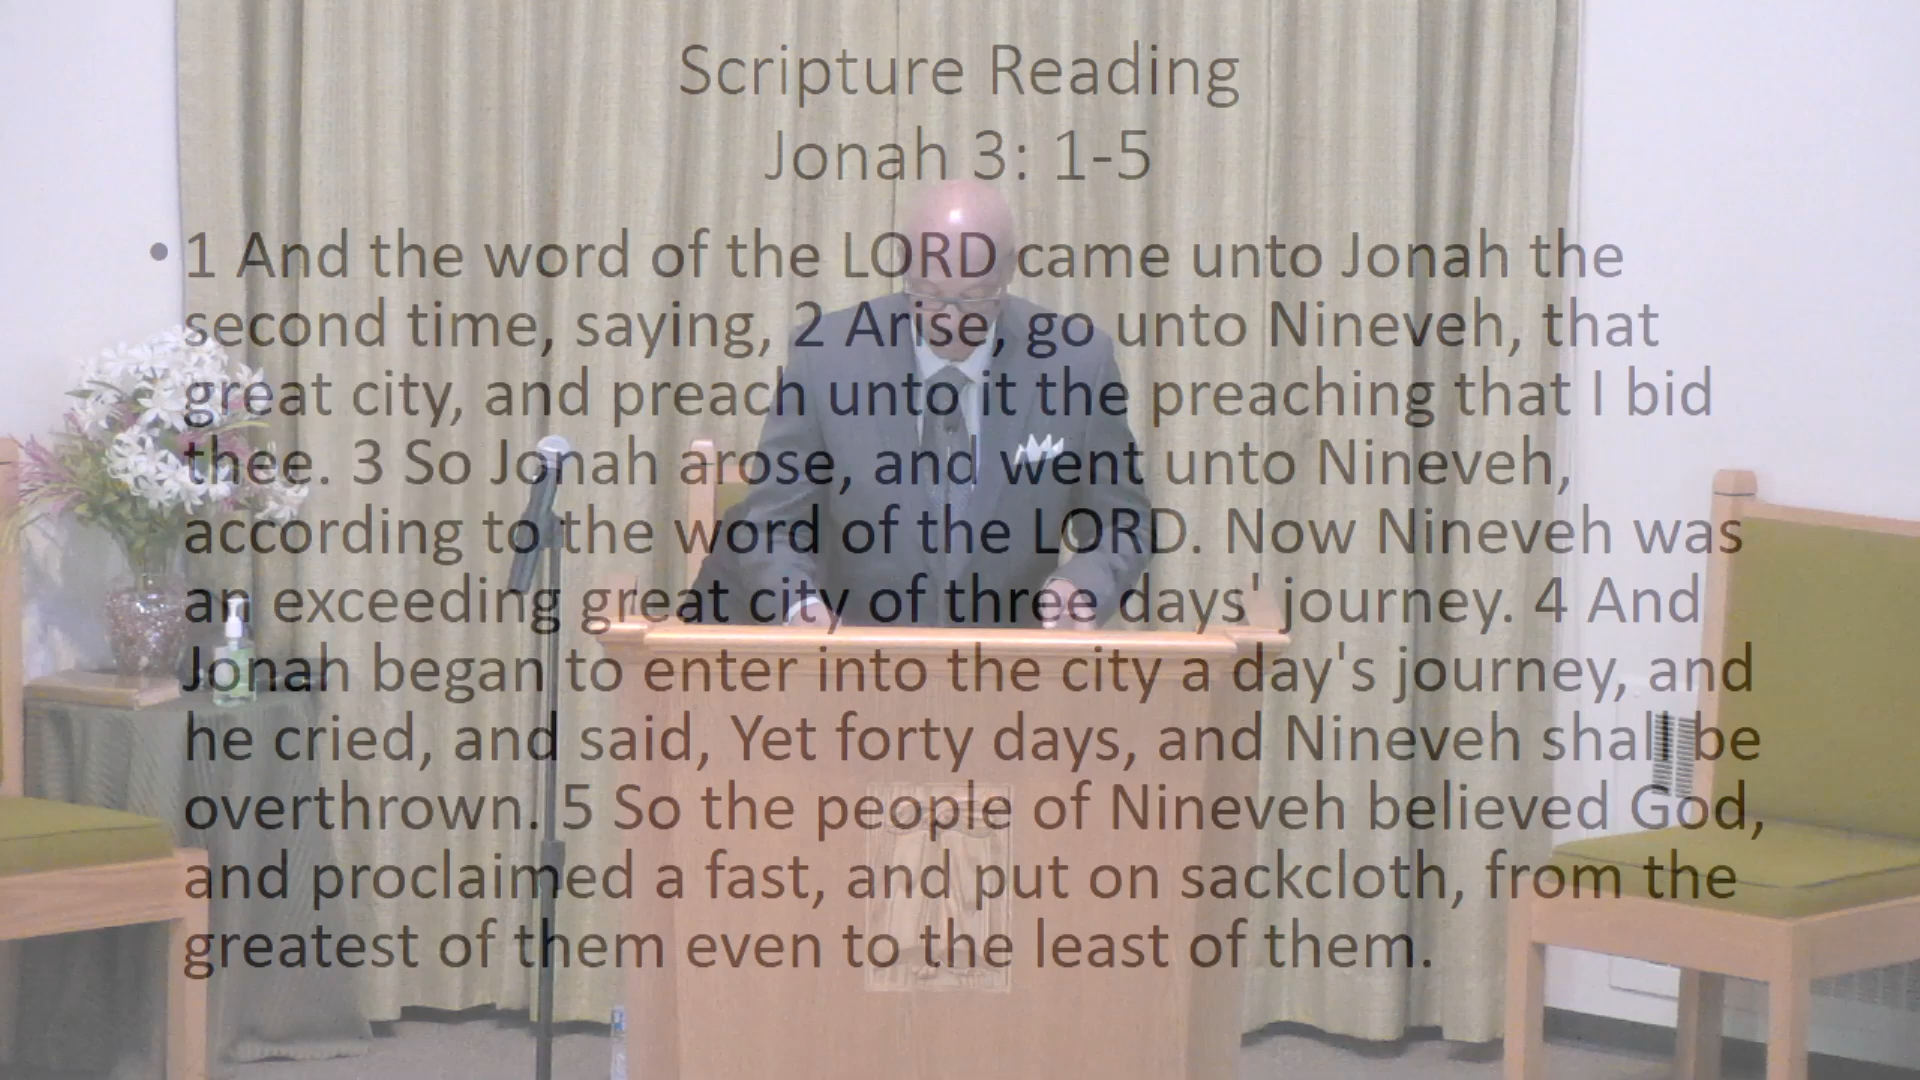 Scripture Reading
Jonah 3: 1-5
• 1 And the word of the LORD came unto Jonah the
second time, saying, 2 Arise, go unto Nineveh, that
great city, and preach unto it the preaching that I bid
thee. 3 So Jonah arose, and went unto Nineveh,
according to the word of the LORD. Now Nineveh was
an exceeding great city of three days' journey. 4 And
Jonah began to enter into the city a day's journey, and
he cried, and said, Yet forty days, and Nineveh shall be
overthrown. 5 So the people of Nineveh believed God,
and proclaimed a fast, and put on sackcloth, from the
greatest of them even to the least of them.